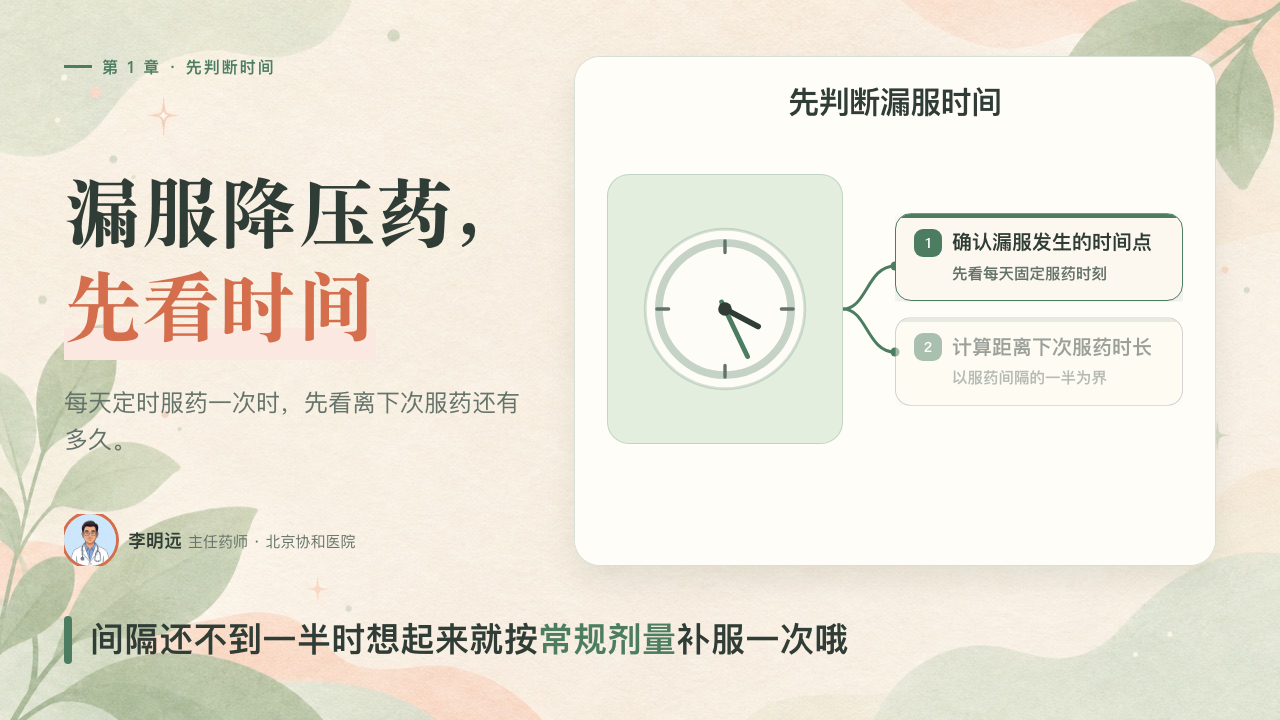 第 1 章 · 先判断时间
漏服降压药，
先看时间
每天定时服药一次时，先看离下次服药还有
多久。
李明远 主任药师 · 北京协和医院
先判断漏服时间
1 确认漏服发生的时间点
先看每天固定服药时刻
2 计算距离下次服药时长
以服药间隔的一半为界
间隔还不到一半时想起来就按常规剂量补服一次哦